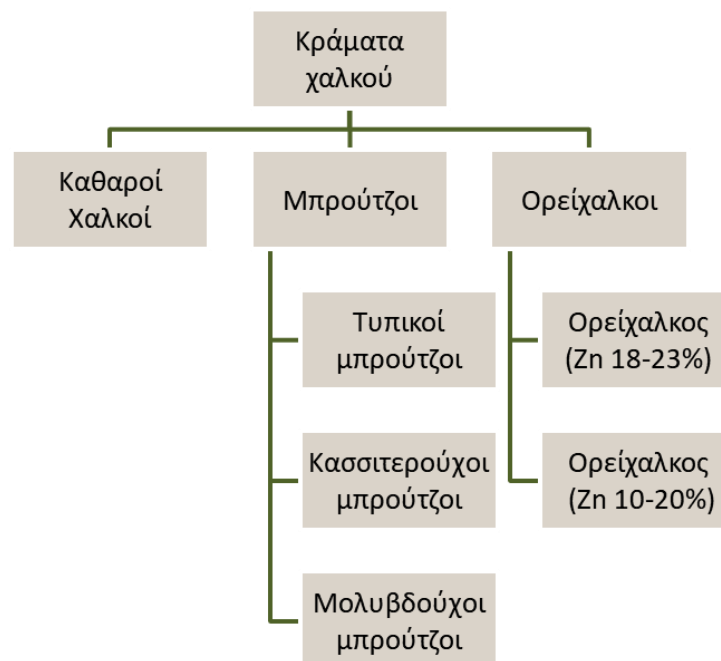 Κράματα
χαλκού
Καθαροί
Χαλκοί
Μπρούτζοι
Ορείχαλκοι
Τυπικοί
μπρούτζοι
Ορείχαλκος
(Zn 18-23%)
Κασσιτερούχοι
μπρούτζοι
Ορείχαλκος
(Zn 10-20%)
Μολυβδούχοι
μπρούτζοι